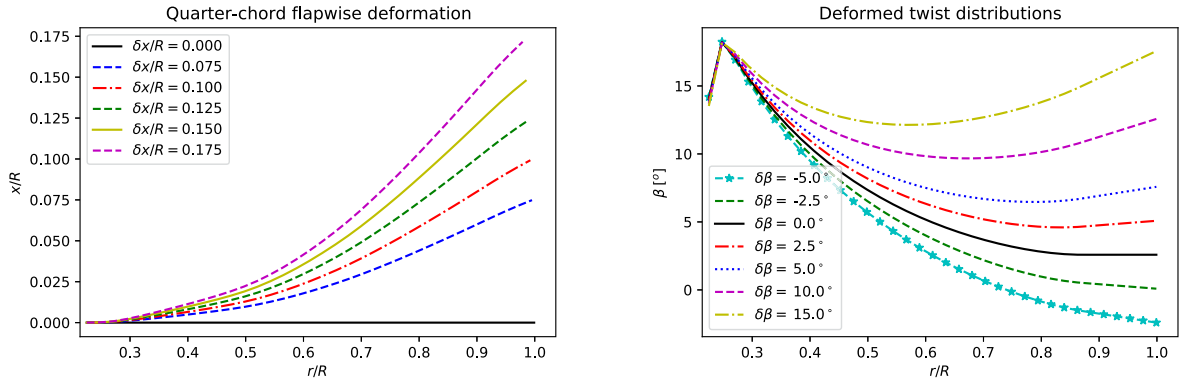 Quarter-chord flapwise deformation
x/R
0.175
0.150
0.125
0.100
0.075
0.050
0.025
0.000
δx/R = 0.000
δx/R = 0.075
δx/R = 0.100
δx/R = 0.125
δx/R = 0.150
δx/R = 0.175
0.3 0.4 0.5 0.6 0.7 0.8 0.9 1.0
r/R
Deformed twist distributions
β [°]
15
10
5
0
δβ = -5.0°
δβ = -2.5°
δβ = 0.0°
δβ = 2.5°
δβ = 5.0°
δβ = 10.0°
δβ = 15.0°
0.3 0.4 0.5 0.6 0.7 0.8 0.9 1.0
r/R